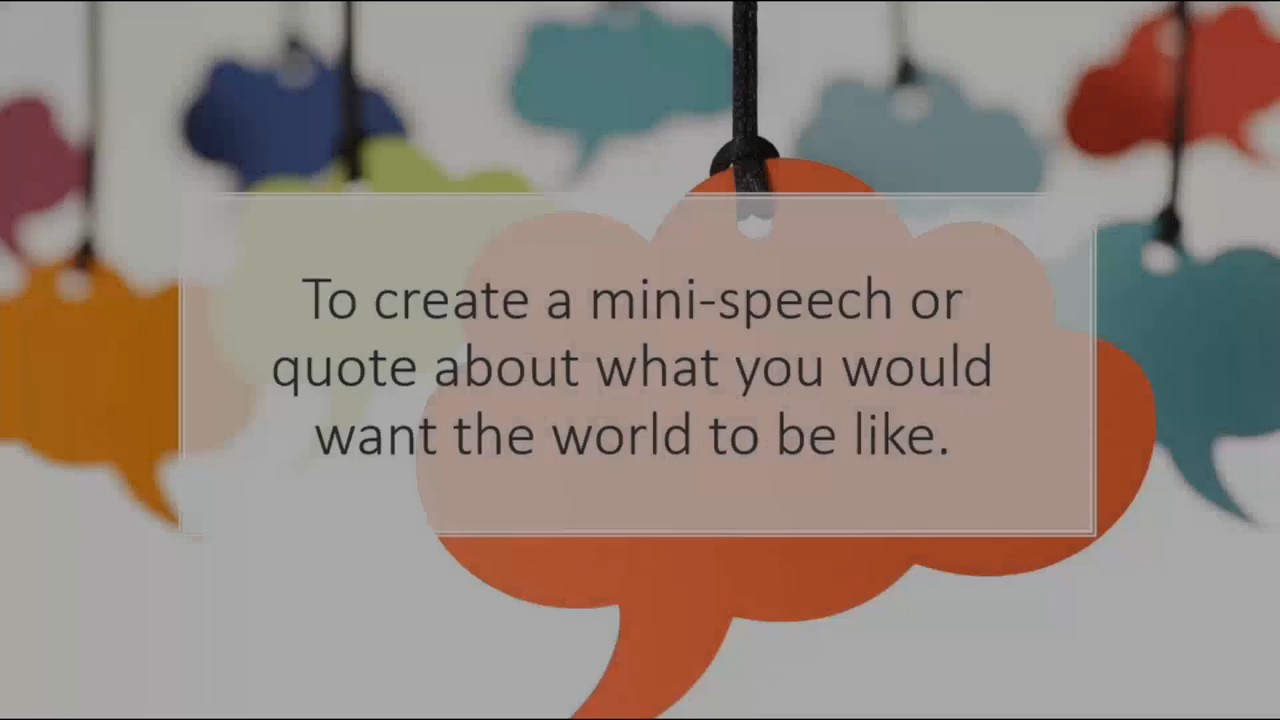 To create a mini-speech or
quote about what you would
want the world to be like.